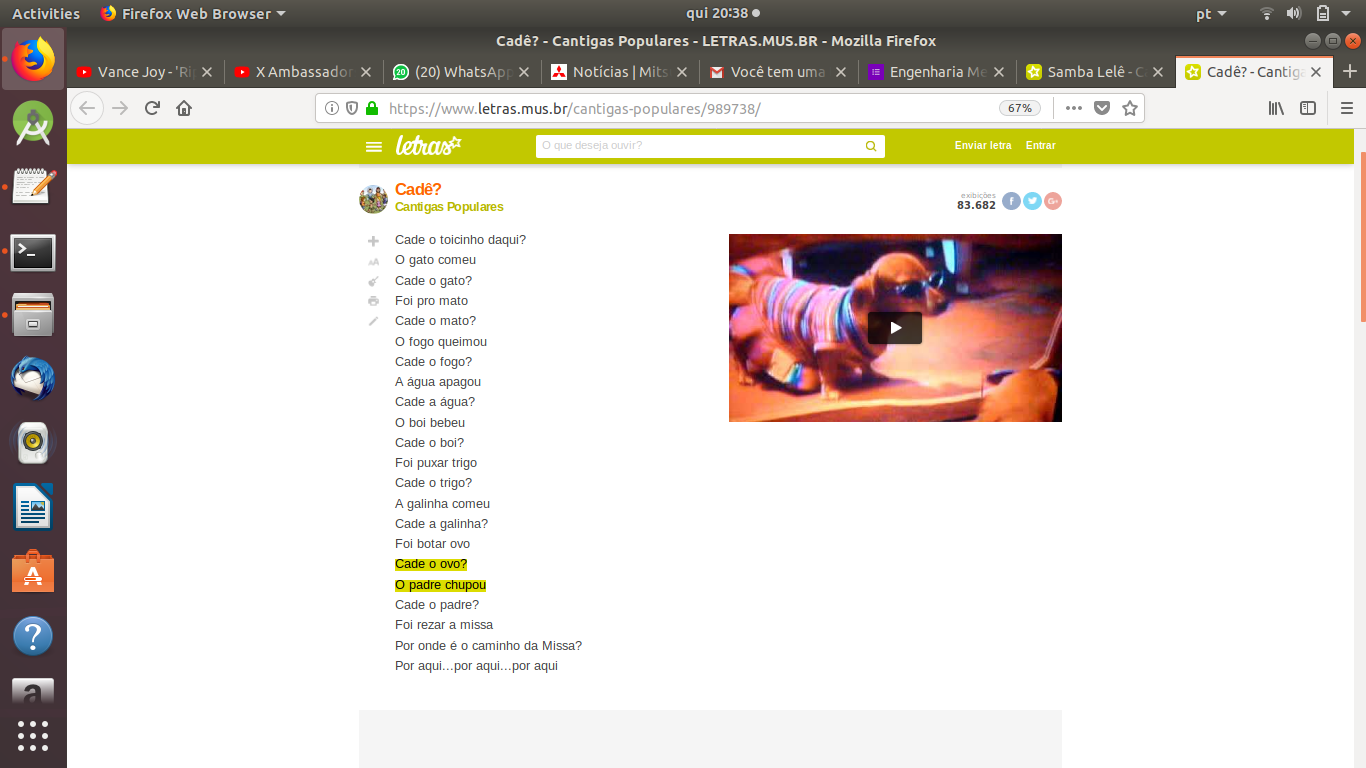 Activities
Firefox Web Browser
qui 20:38
pt
Cadê? - Cantigas Populares - LETRAS.MUS.BR - Mozilla Firefox
Vance Joy - 'Rip
X Ambassador
(20) WhatsApp
Notícias | Mits
Você tem uma
Engenharia Me
Samba Lelê - C
Cadê? - Cantiga
https://www.letras.mus.br/cantigas-populares/989738/
67%
letras
O que deseja ouvir?
Enviar letra
Entrar
Cadê?
Cantigas Populares
exibições
83.682
Cade o toicinho daqui?
O gato comeu
Cade o gato?
Foi pro mato
Cade o mato?
O fogo queimou
Cade o fogo?
A água apagou
Cade a água?
O boi bebeu
Cade o boi?
Foi puxar trigo
Cade o trigo?
A galinha comeu
Cade a galinha?
Foi botar ovo
Cade o ovo?
O padre chupou
Cade o padre?
Foi rezar a missa
Por onde é o caminho da Missa?
Por aqui...por aqui...por aqui